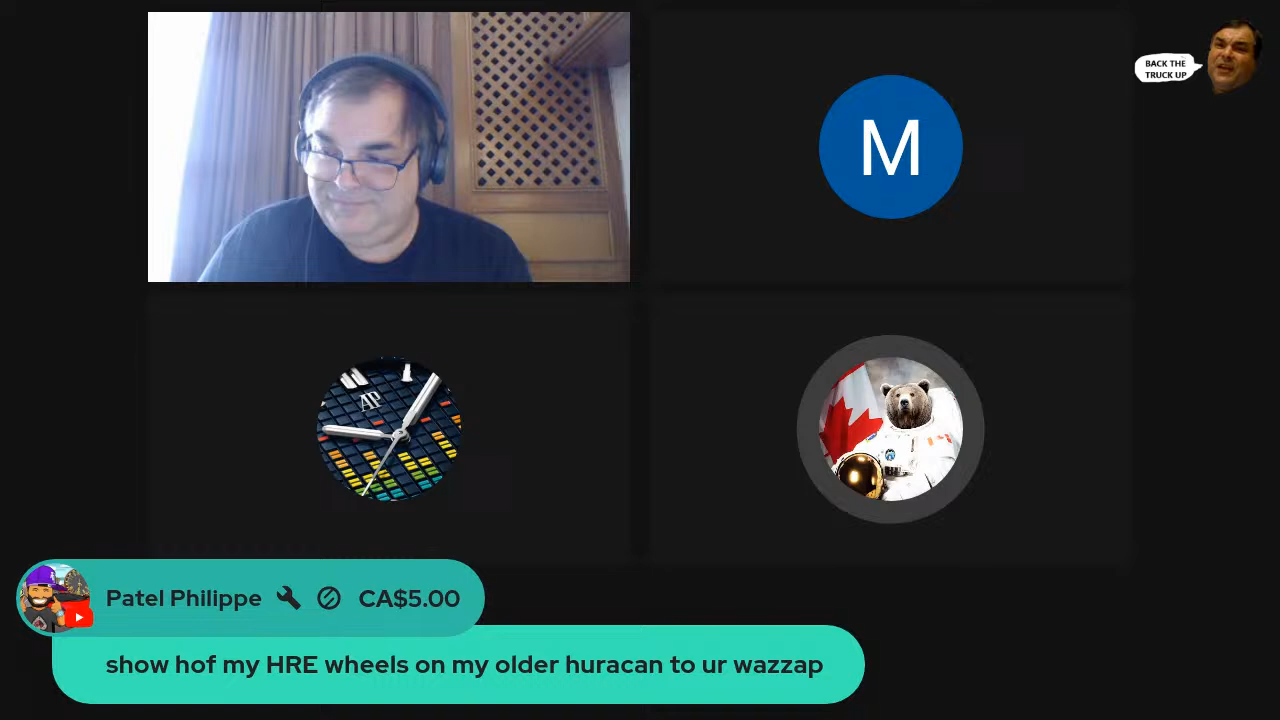 BACK THE
TRUCK UP
M
AP
Patel Philippe CA$5.00
show hof my HRE wheels on my older huracan to ur wazzap